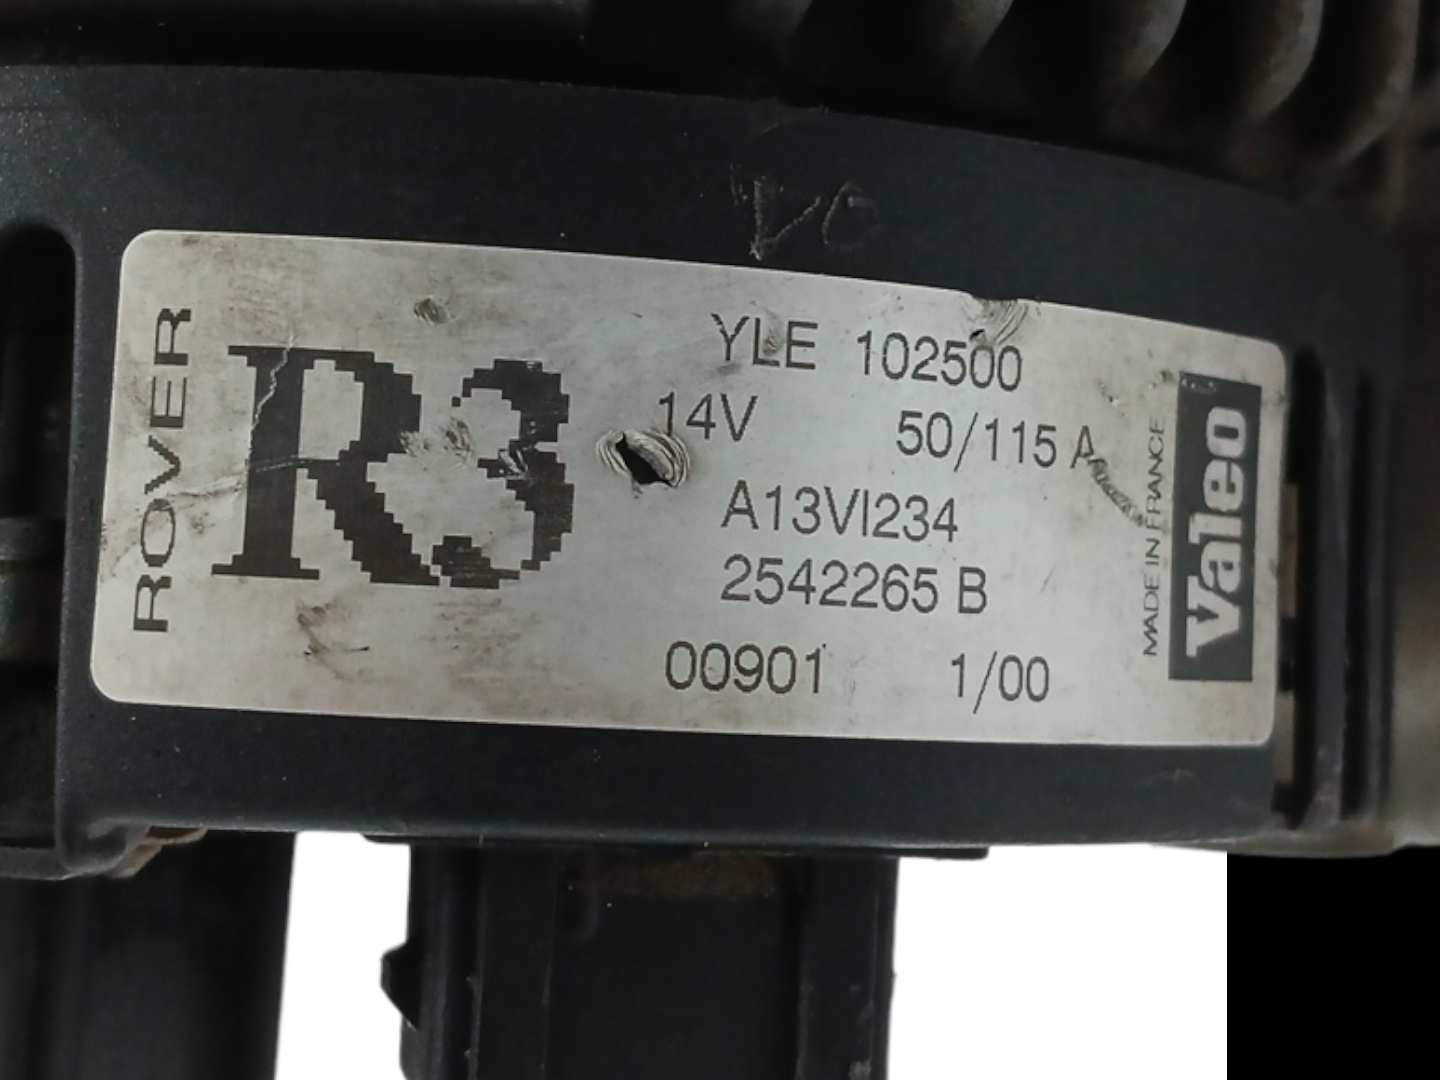 ROVER
R3
YLE 102500
14V 50/115 A
A13VI234
2542265 B
00901 1/00
MADE IN FRANCE
Valeo